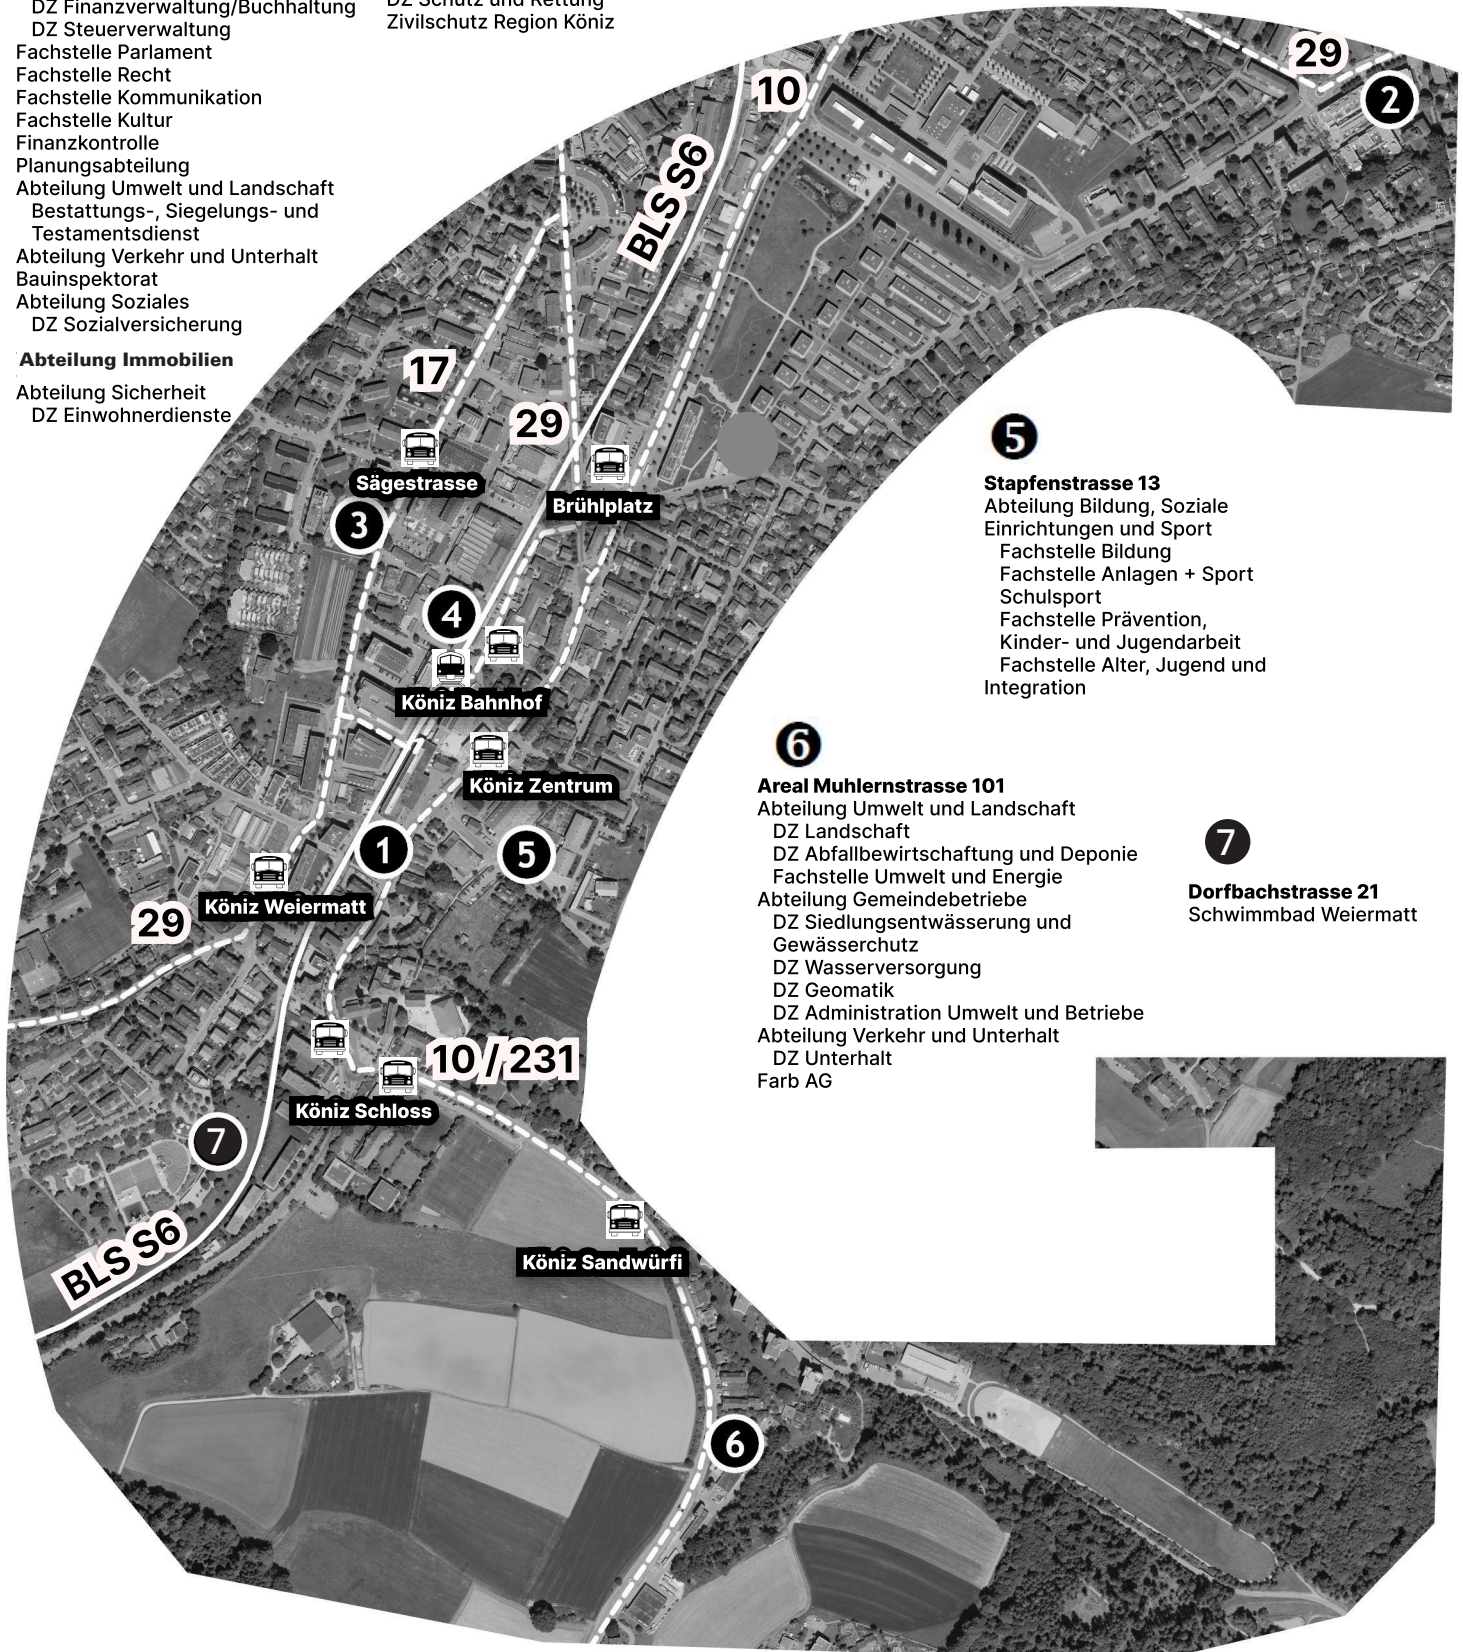 DZ Finanzverwaltung/Buchhaltung
DZ Steuerverwaltung
Fachstelle Parlament
Fachstelle Recht
Fachstelle Kommunikation
Fachstelle Kultur
Finanzkontrolle
Planungsabteilung
Abteilung Umwelt und Landschaft
Bestattungs-, Siegelungs- und
Testamentsdienst
Abteilung Verkehr und Unterhalt
Bauinspektorat
Abteilung Soziales
DZ Sozialversicherung
Abteilung Immobilien
Abteilung Sicherheit
DZ Einwohnerdienste
DZ Schutz und Rettung
Zivilschutz Region Köniz
29
2
10
BLS S6
17
29
Sägestrasse
Brühlplatz
3
4
Köniz Bahnhof
Köniz Zentrum
1
5
Köniz Weiermatt
29
10/231
Köniz Schloss
7
BLS S6
Köniz Sandwürfi
6
5
Stapfenstrasse 13
Abteilung Bildung, Soziale
Einrichtungen und Sport
Fachstelle Bildung
Fachstelle Anlagen + Sport
Schulsport
Fachstelle Prävention,
Kinder- und Jugendarbeit
Fachstelle Alter, Jugend und
Integration
6
Areal Muhlernstrasse 101
Abteilung Umwelt und Landschaft
DZ Landschaft
DZ Abfallbewirtschaftung und Deponie
Fachstelle Umwelt und Energie
Abteilung Gemeindebetriebe
DZ Siedlungsentwässerung und
Gewässerchutz
DZ Wasserversorgung
DZ Geomatik
DZ Administration Umwelt und Betriebe
Abteilung Verkehr und Unterhalt
DZ Unterhalt
Farb AG
7
Dorfbachstrasse 21
Schwimmbad Weiermatt